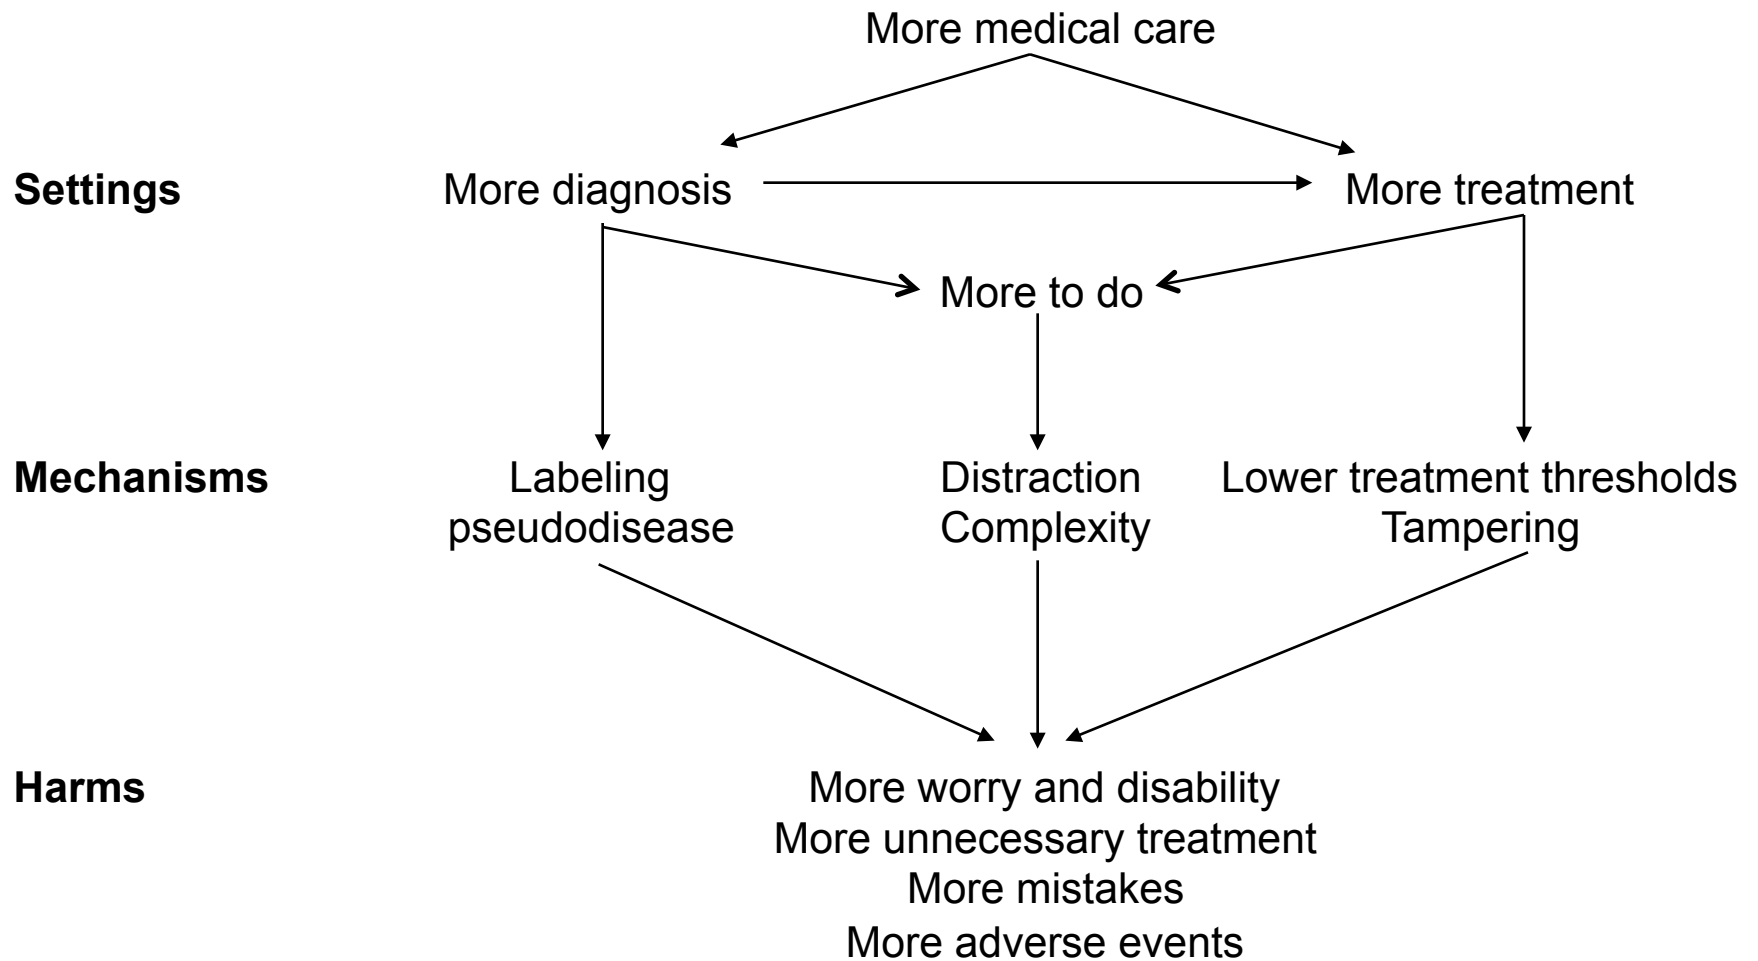 More medical care
Settings
More diagnosis
More treatment
More to do
Mechanisms
Labeling
pseudodisease
Distraction
Complexity
Lower treatment thresholds
Tampering
Harms
More worry and disability
More unnecessary treatment
More mistakes
More adverse events